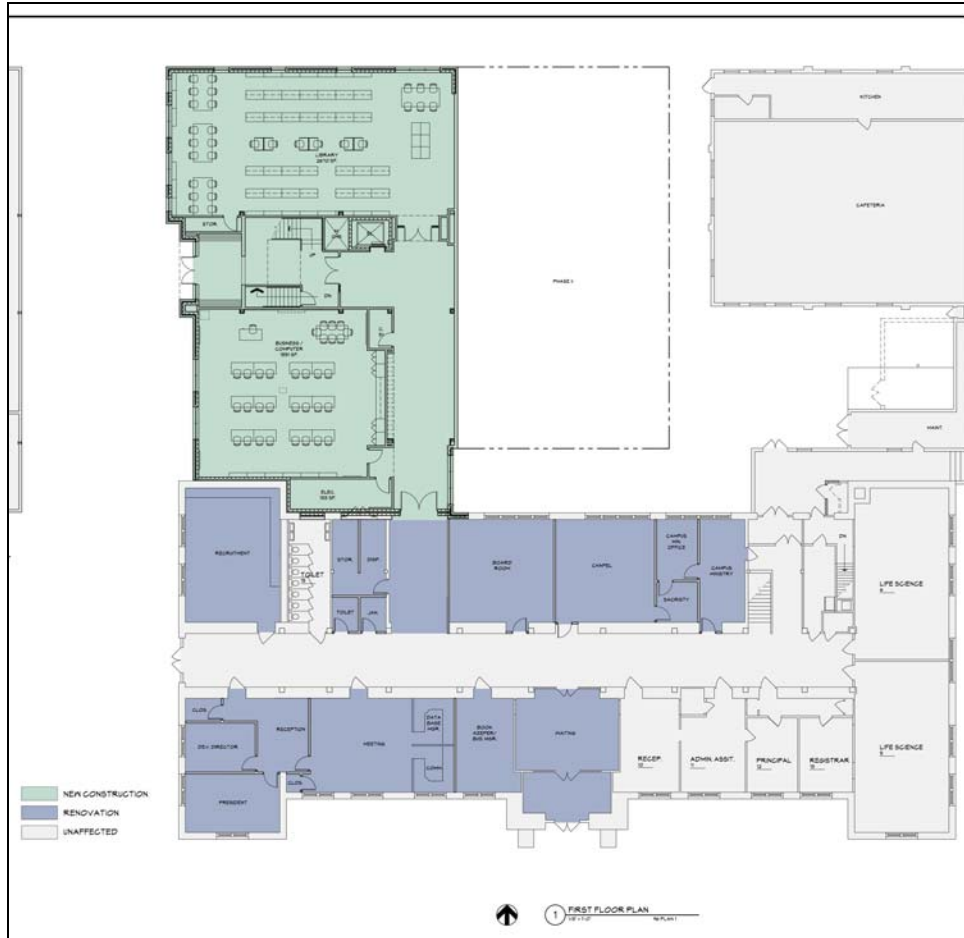 KITCHEN
CAFETERIA
LIBRARY
STOR.
UP
DN
PHASE II
BUSINESS /
COMPUTER
MAINT.
ELEC.
RECRUITMENT
TOILET
STOR.
DISP.
BOARD
ROOM
CHAPEL
CAMPUS
MIN.
OFFICE
CAMPUS
MINISTRY
DN
LIFE SCIENCE
TOILET
JAN.
SACRISTY
CLOS.
RECEPTION
DEV. DIRECTOR
MEETING
DATA
BASE
MGR.
COMM.
BOOK
KEEPER/
BUS. MGR.
WAITING
RECEP.
ADMIN. ASSIT.
PRINCIPAL
REGISTRAR
LIFE SCIENCE
CLOS.
PRESIDENT
NEW CONSTRUCTION
RENOVATION
UNAFFECTED
1
FIRST FLOOR PLAN